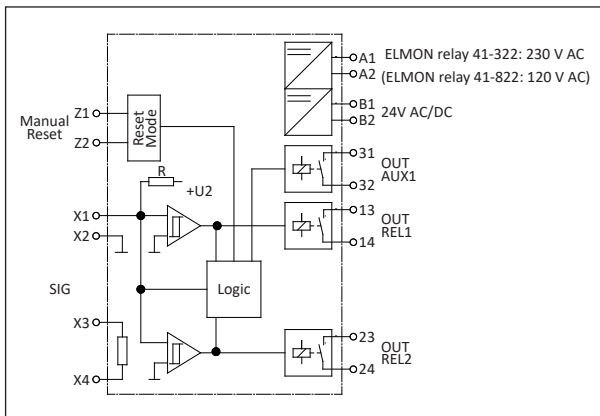 A1 ELMON relay 41-322: 230 V AC
A2 (ELMON relay 41-822: 120 V AC)
B1
24V AC/DC
B2
Manual
Reset
Z1
Z2
Reset
Mode
31
OUT
AUX1
32
R
+U2
X1
X2
13
OUT
REL1
14
SIG
Logic
X3
X4
23
OUT
REL2
24